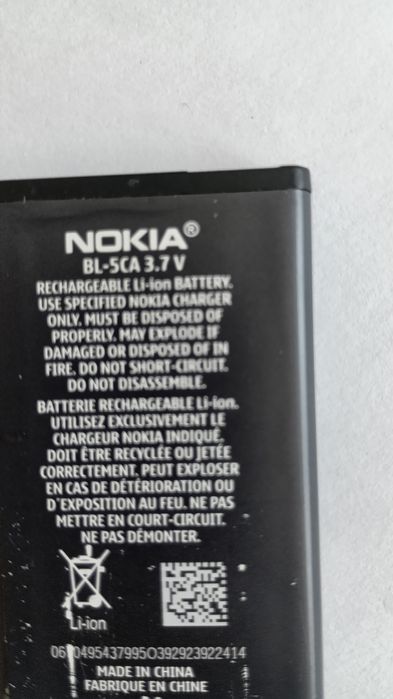 NOKIA®
BL-5CA 3.7 V
RECHARGEABLE Li-ion BATTERY.
USE SPECIFIED NOKIA CHARGER
ONLY. MUST BE DISPOSED OF
PROPERLY. MAY EXPLODE IF
DAMAGED OR DISPOSED OF IN
FIRE. DO NOT SHORT-CIRCUIT.
DO NOT DISASSEMBLE.
BATTERIE RECHARGEABLE Li-ion.
UTILISEZ EXCLUSIVEMENT LE
CHARGEUR NOKIA INDIQUÉ.
DOIT ÊTRE RECYCLÉE OU JETÉE
CORRECTEMENT. PEUT EXPLOSER
EN CAS DE DÉTÉRIORATION OU
D'EXPOSITION AU FEU. NE PAS
METTRE EN COURT-CIRCUIT.
NE PAS DÉMONTER.
Li-ion
MADE IN CHINA
FABRIQUE EN CHINE